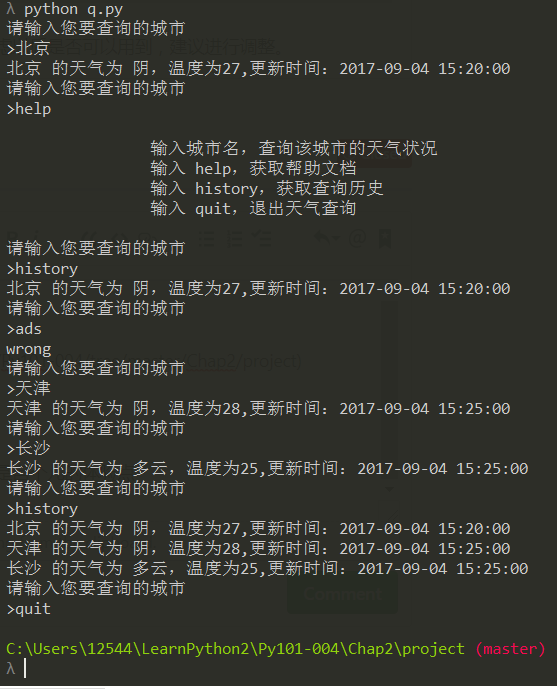 λ python q.py
请输入您要查询的城市
>北京
北京 的天气为 阴，温度为27,更新时间：2017-09-04 15:20:00
请输入您要查询的城市
>help
输入城市名，查询该城市的天气状况
输入 help，获取帮助文档
输入 history，获取查询历史
输入 quit，退出天气查询
请输入您要查询的城市
>history
北京 的天气为 阴，温度为27,更新时间：2017-09-04 15:20:00
请输入您要查询的城市
>ads
wrong
请输入您要查询的城市
>天津
天津 的天气为 阴，温度为28,更新时间：2017-09-04 15:25:00
请输入您要查询的城市
>长沙
长沙 的天气为 多云，温度为25,更新时间：2017-09-04 15:25:00
请输入您要查询的城市
>history
北京 的天气为 阴，温度为27,更新时间：2017-09-04 15:20:00
天津 的天气为 阴，温度为28,更新时间：2017-09-04 15:25:00
长沙 的天气为 多云，温度为25,更新时间：2017-09-04 15:25:00
请输入您要查询的城市
>quit
Comment
C:\Users\12544\LearnPython2\Py101-004\Chap2\project (master)
λ